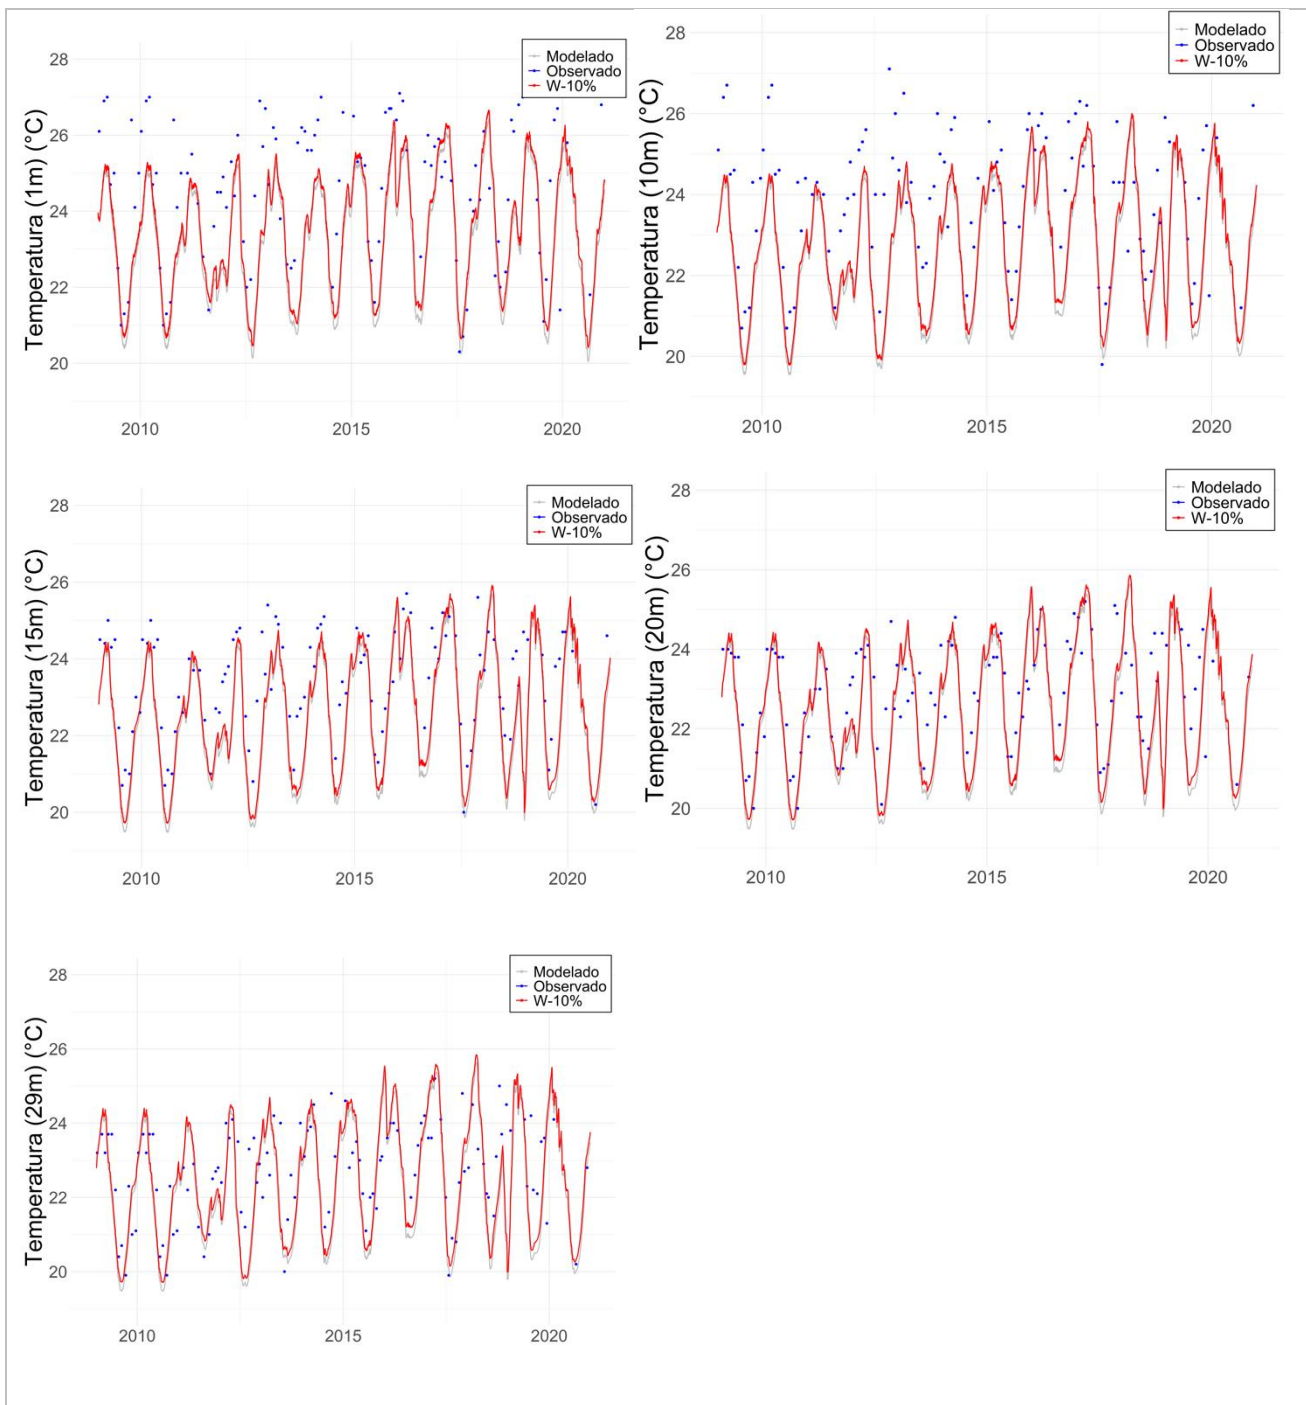 Temperatura (1m) (°C)
28
26
24
22
20
2010
2015
2020
Modelado
Observado
W-10%
Temperatura (10m) (°C)
28
26
24
22
20
2010
2015
2020
Modelado
Observado
W-10%
Temperatura (15m) (°C)
28
26
24
22
20
2010
2015
2020
Modelado
Observado
W-10%
Temperatura (20m) (°C)
28
26
24
22
20
2010
2015
2020
Modelado
Observado
W-10%
Temperatura (29m) (°C)
28
26
24
22
20
2010
2015
2020
Modelado
Observado
W-10%